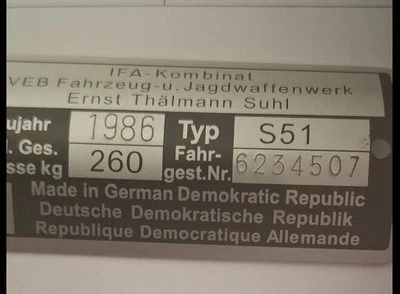 IFA-Kombinat
VEB Fahrzeug-u. Jagdwaffenwerk
Ernst Thälmann Suhl
ujahr 1986 Typ S51
. Ges. Fahr-
sse kg 260 gest.Nr. 6234507
Made in German Democratic Republic
Deutsche Demokratische Republik
Republique Democratique Allemande